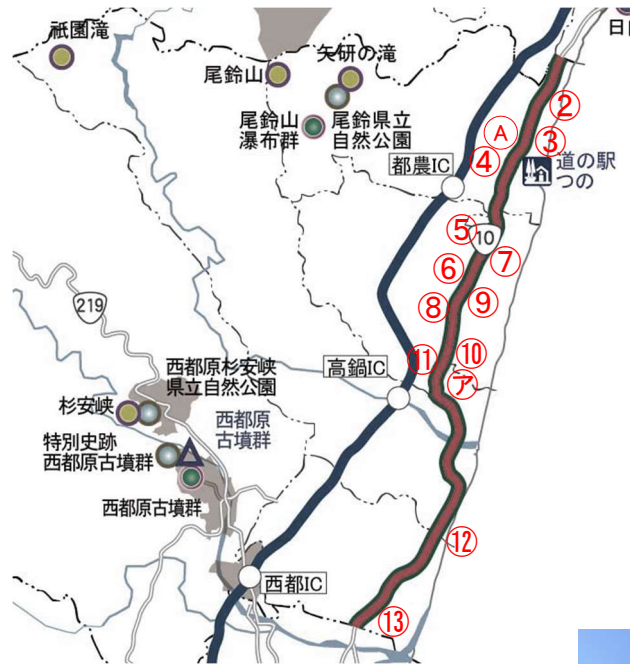 祇園滝
尾鈴山
矢研の滝
日
尾鈴山
瀑布群
尾鈴県立
自然公園
②
Ⓐ
③
④
都農IC
道の駅
つの
⑤
10
⑦
⑥
⑧
⑨
219
⑪
⑩
高鍋IC
㋐
西都原杉安峡
県立自然公園
杉安峡
西都原
古墳群
特別史跡
西都原古墳群
西都原古墳群
⑫
西都IC
⑬